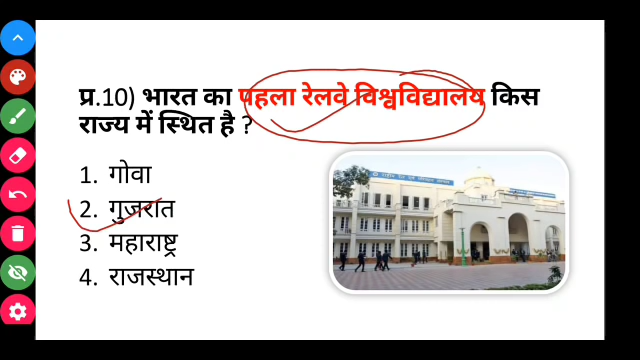 प्र.10) भारत का पहला रेलवे विश्वविद्यालय किस
राज्य में स्थित है ?
1. गोवा
2. गुजरात
3. महाराष्ट्र
4. राजस्थान